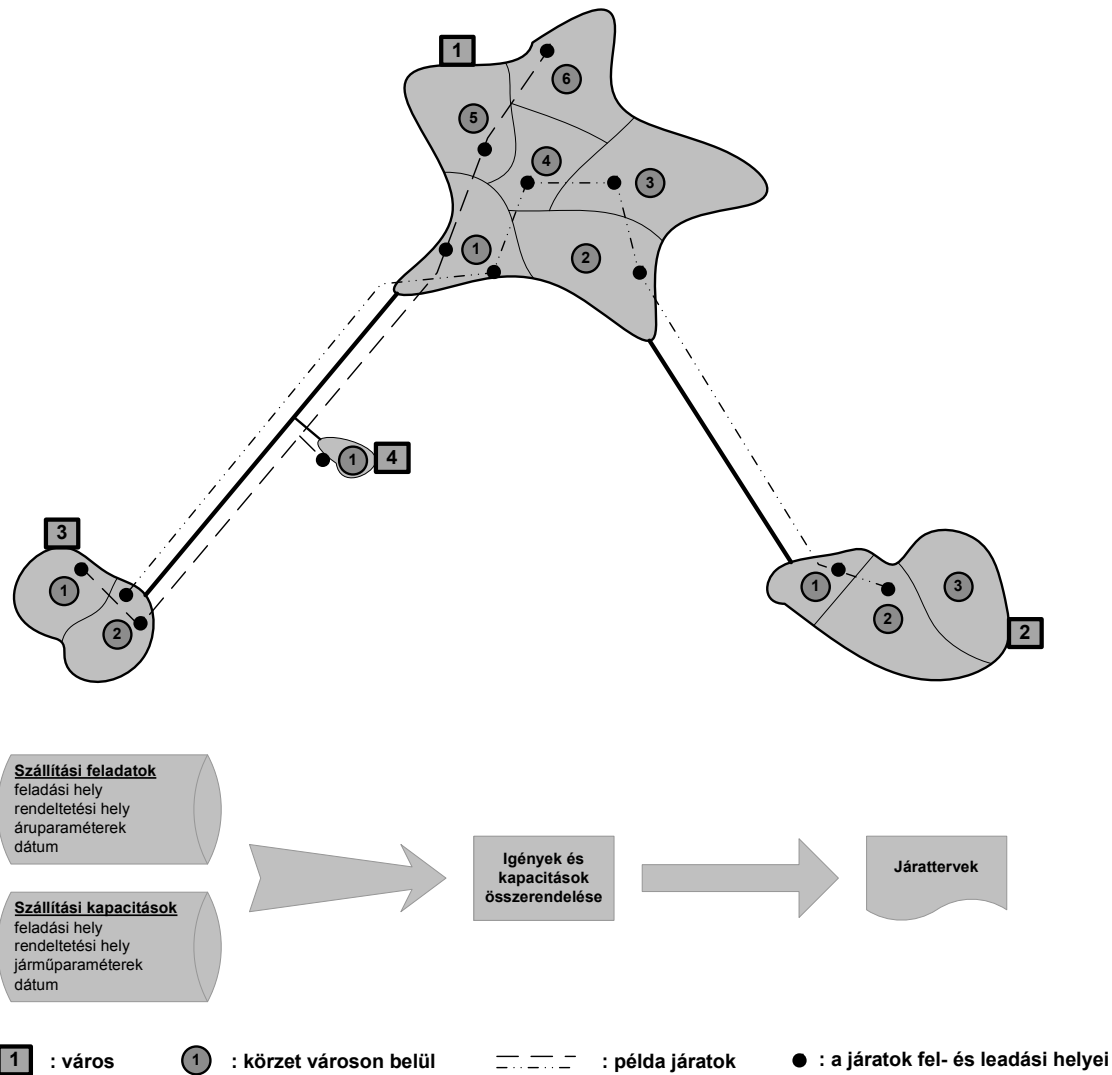 1
6
5
4
3
1
2
1
4
3
1
2
1
3
2
2
Szállítási feladatok
feladási hely
rendeltetési hely
áruparaméterek
dátum
Igények és
kapacitások
összerendelése
Járattervek
Szállítási kapacitások
feladási hely
rendeltetési hely
járműparaméterek
dátum
1 : város 1 : körzet városon belül : példa járatok : a járatok fel- és leadási helyei